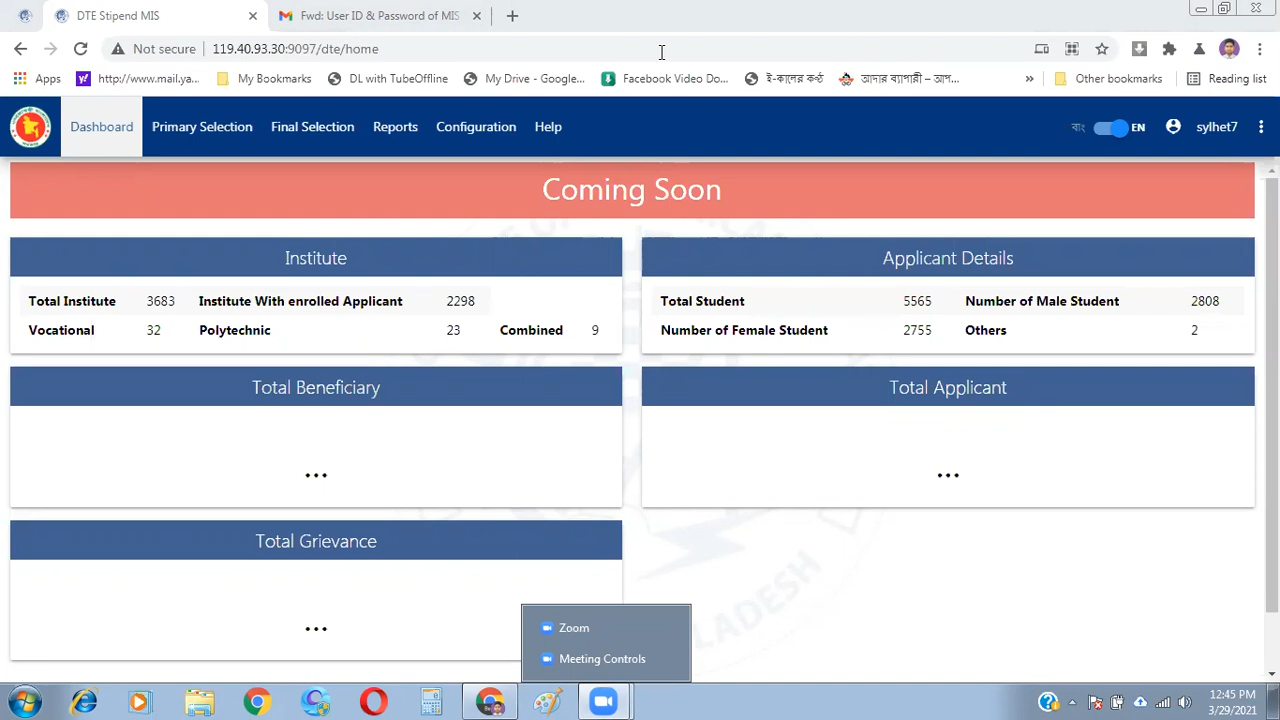 DTE Stipend MIS
Fwd: User ID & Password of MIS
Not secure 119.40.93.30:9097/dte/home
Apps http://www.mail.ya... My Bookmarks DL with TubeOffline My Drive - Google... Facebook Video Do... ই-কালের কণ্ঠ আদার ব্যাপারী – আপ... » Other bookmarks Reading list
Dashboard Primary Selection Final Selection Reports Configuration Help বাং EN sylhet7
Coming Soon
Institute
Total Institute 3683 Institute With enrolled Applicant 2298
Vocational 32 Polytechnic 23 Combined 9
Applicant Details
Total Student 5565 Number of Male Student 2808
Number of Female Student 2755 Others 2
Total Beneficiary
...
Total Applicant
...
Total Grievance
...
LADESH
Zoom
Meeting Controls
12:45 PM
3/29/2021